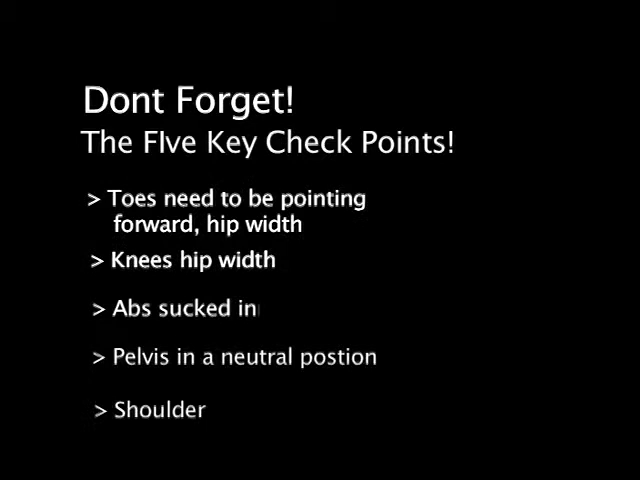 Dont Forget!
The FIve Key Check Points!
> Toes need to be pointing
forward, hip width
> Knees hip width
> Abs sucked in
> Pelvis in a neutral postion
> Shoulder